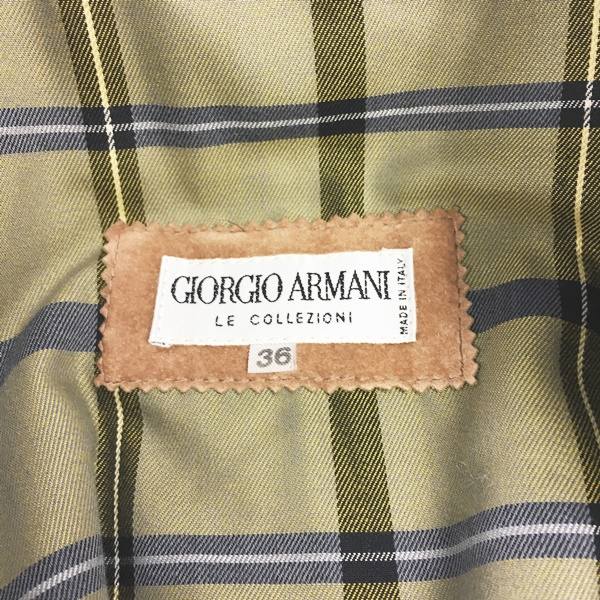 GIORGIO ARMANI
LE COLLEZIONI
MADE IN ITALY
36